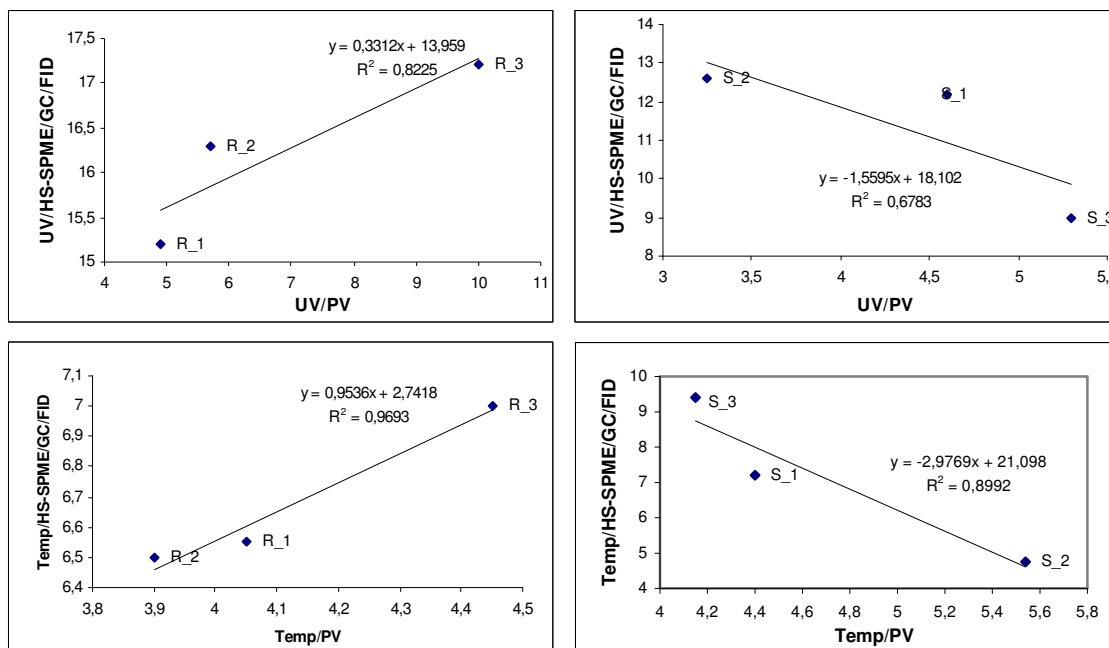 17,5
17
16,5
16
15,5
15
4 5 6 7 8 9 10 11
UV/PV
UV/HS-SPME/GC/FID
y = 0,3312x + 13,959
R² = 0,8225
R_3
R_2
R_1
14
13
12
11
10
9
8
3 3,5 4 4,5 5 5,
UV/PV
UV/HS-SPME/GC/FID
S_2
S_1
y = -1,5595x + 18,102
R² = 0,6783
S_3
7,1
7
6,9
6,8
6,7
6,6
6,5
6,4
3,8 3,9 4 4,1 4,2 4,3 4,4 4,5
Temp/PV
Temp/HS-SPME/GC/FID
y = 0,9536x + 2,7418
R² = 0,9693
R_3
R_2
R_1
10
9
8
7
6
5
4
4 4,2 4,4 4,6 4,8 5 5,2 5,4 5,6 5,8
Temp/PV
Temp/HS-SPME/GC/FID
S_3
S_1
y = -2,9769x + 21,098
R² = 0,8992
S_2